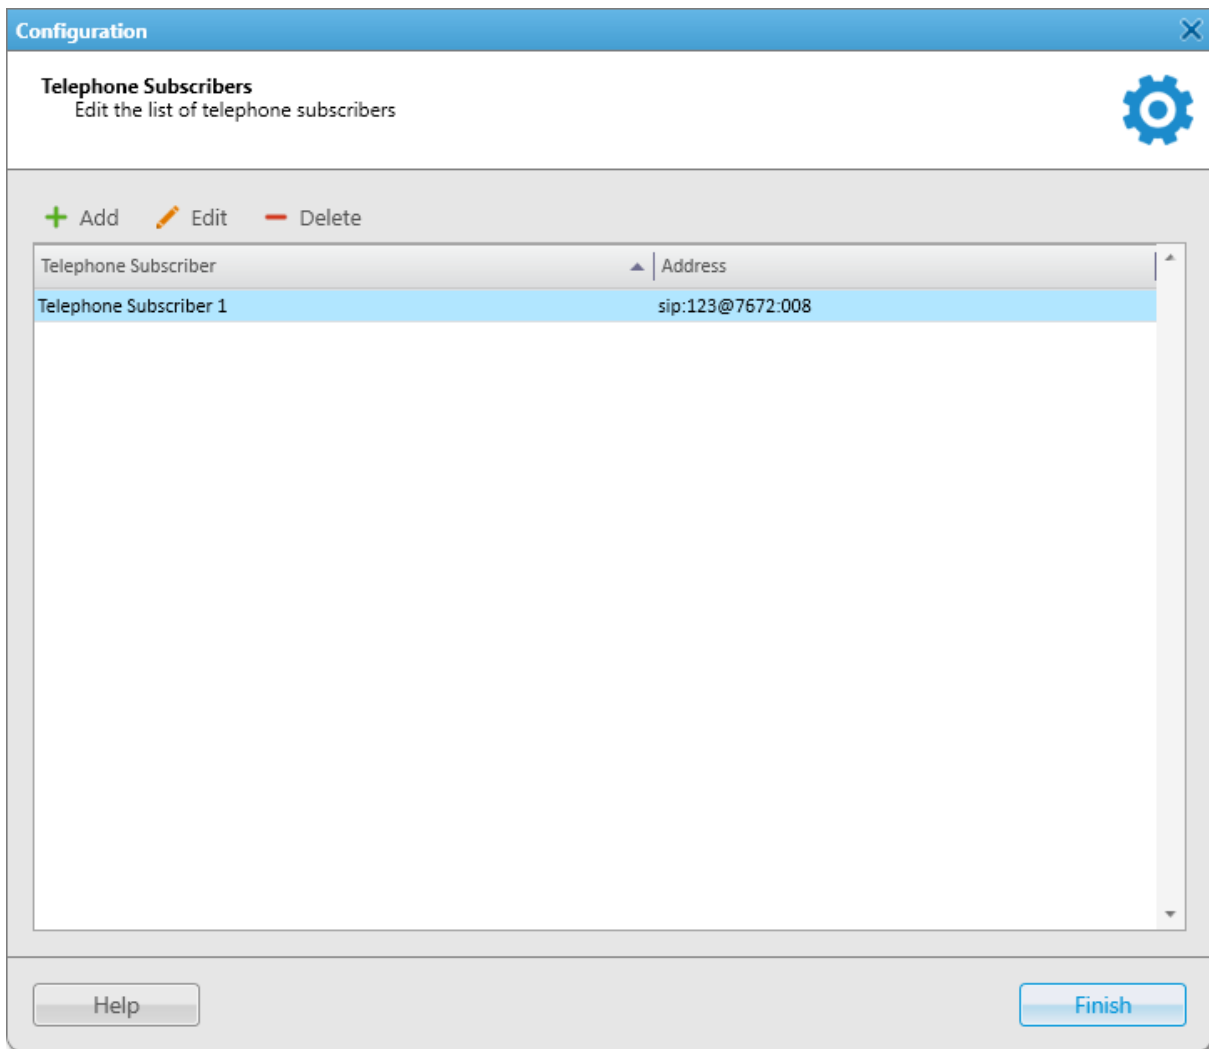 Configuration
Telephone Subscribers
Edit the list of telephone subscribers
Add Edit Delete
Telephone Subscriber Address
Telephone Subscriber 1 sip:123@7672:008
Help Finish